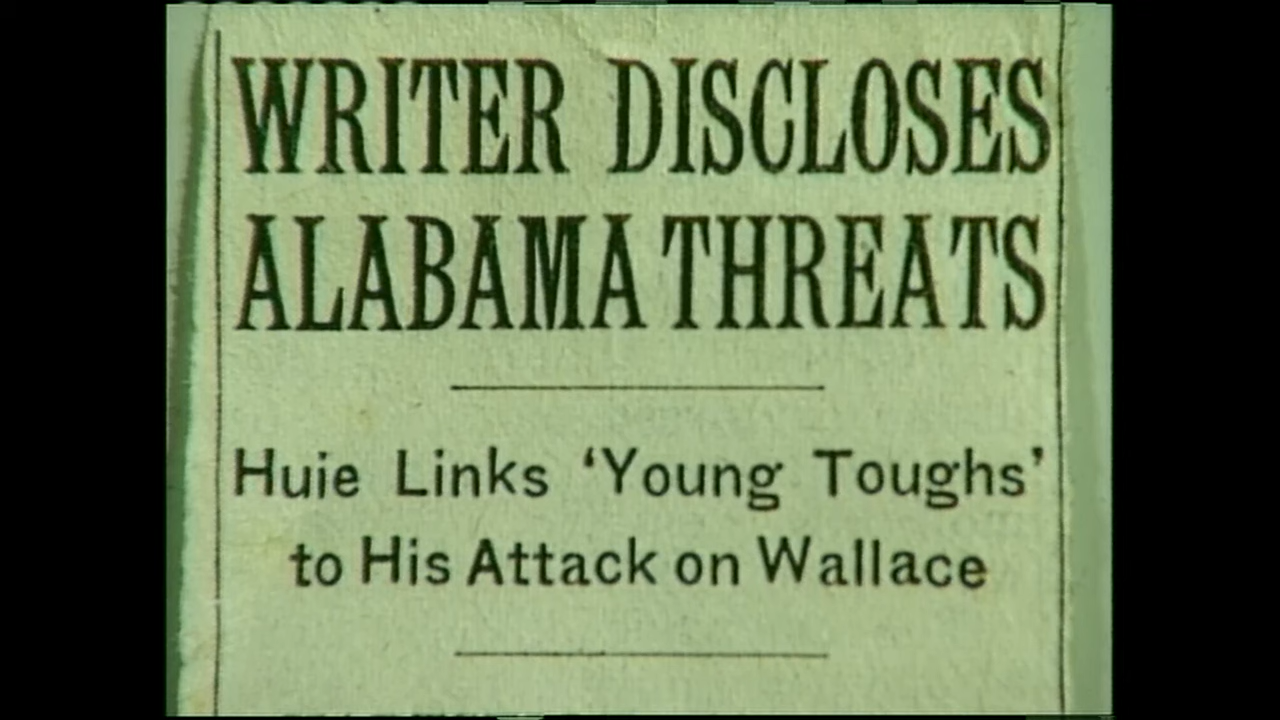 WRITER DISCLOSES
ALABAMA THREATS
Huie Links ‘Young Toughs’
to His Attack on Wallace